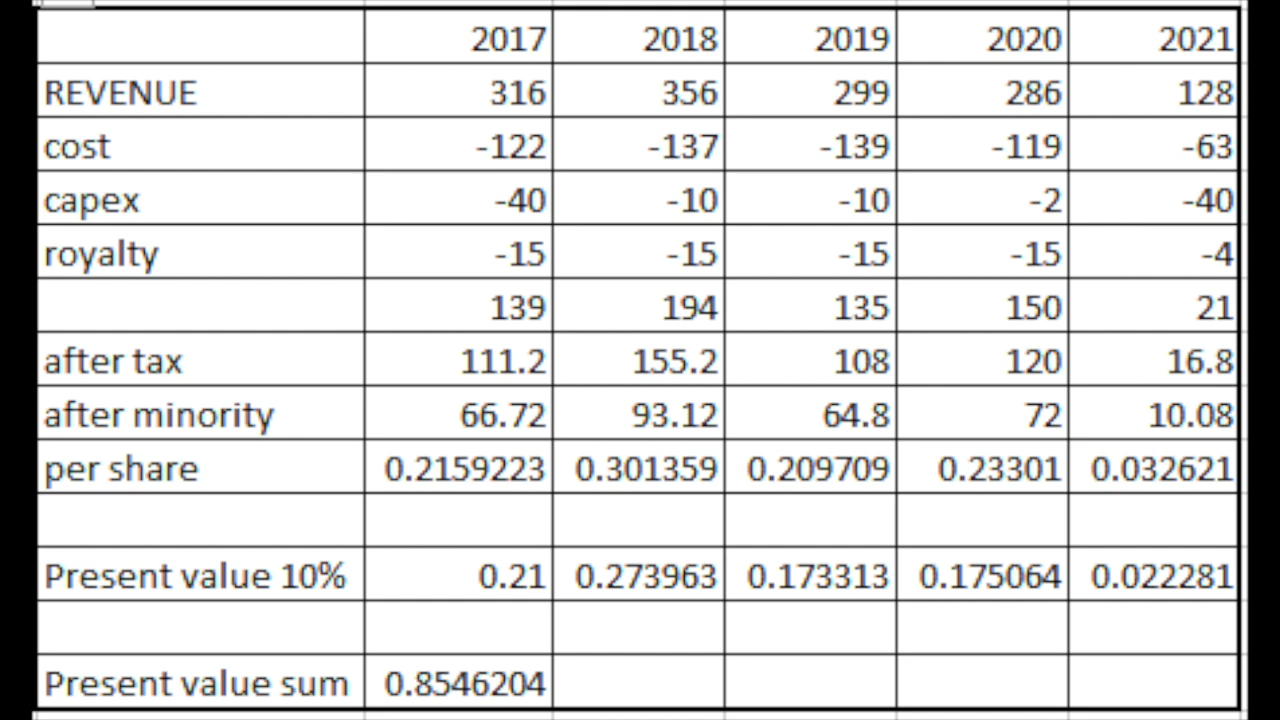 2017 2018 2019 2020 2021
REVENUE 316 356 299 286 128
cost -122 -137 -139 -119 -63
capex -40 -10 -10 -2 -40
royalty -15 -15 -15 -15 -4
139 194 135 150 21
after tax 111.2 155.2 108 120 16.8
after minority 66.72 93.12 64.8 72 10.08
per share 0.2159223 0.301359 0.209709 0.23301 0.032621
Present value 10% 0.21 0.273963 0.173313 0.175064 0.022281
Present value sum 0.8546204